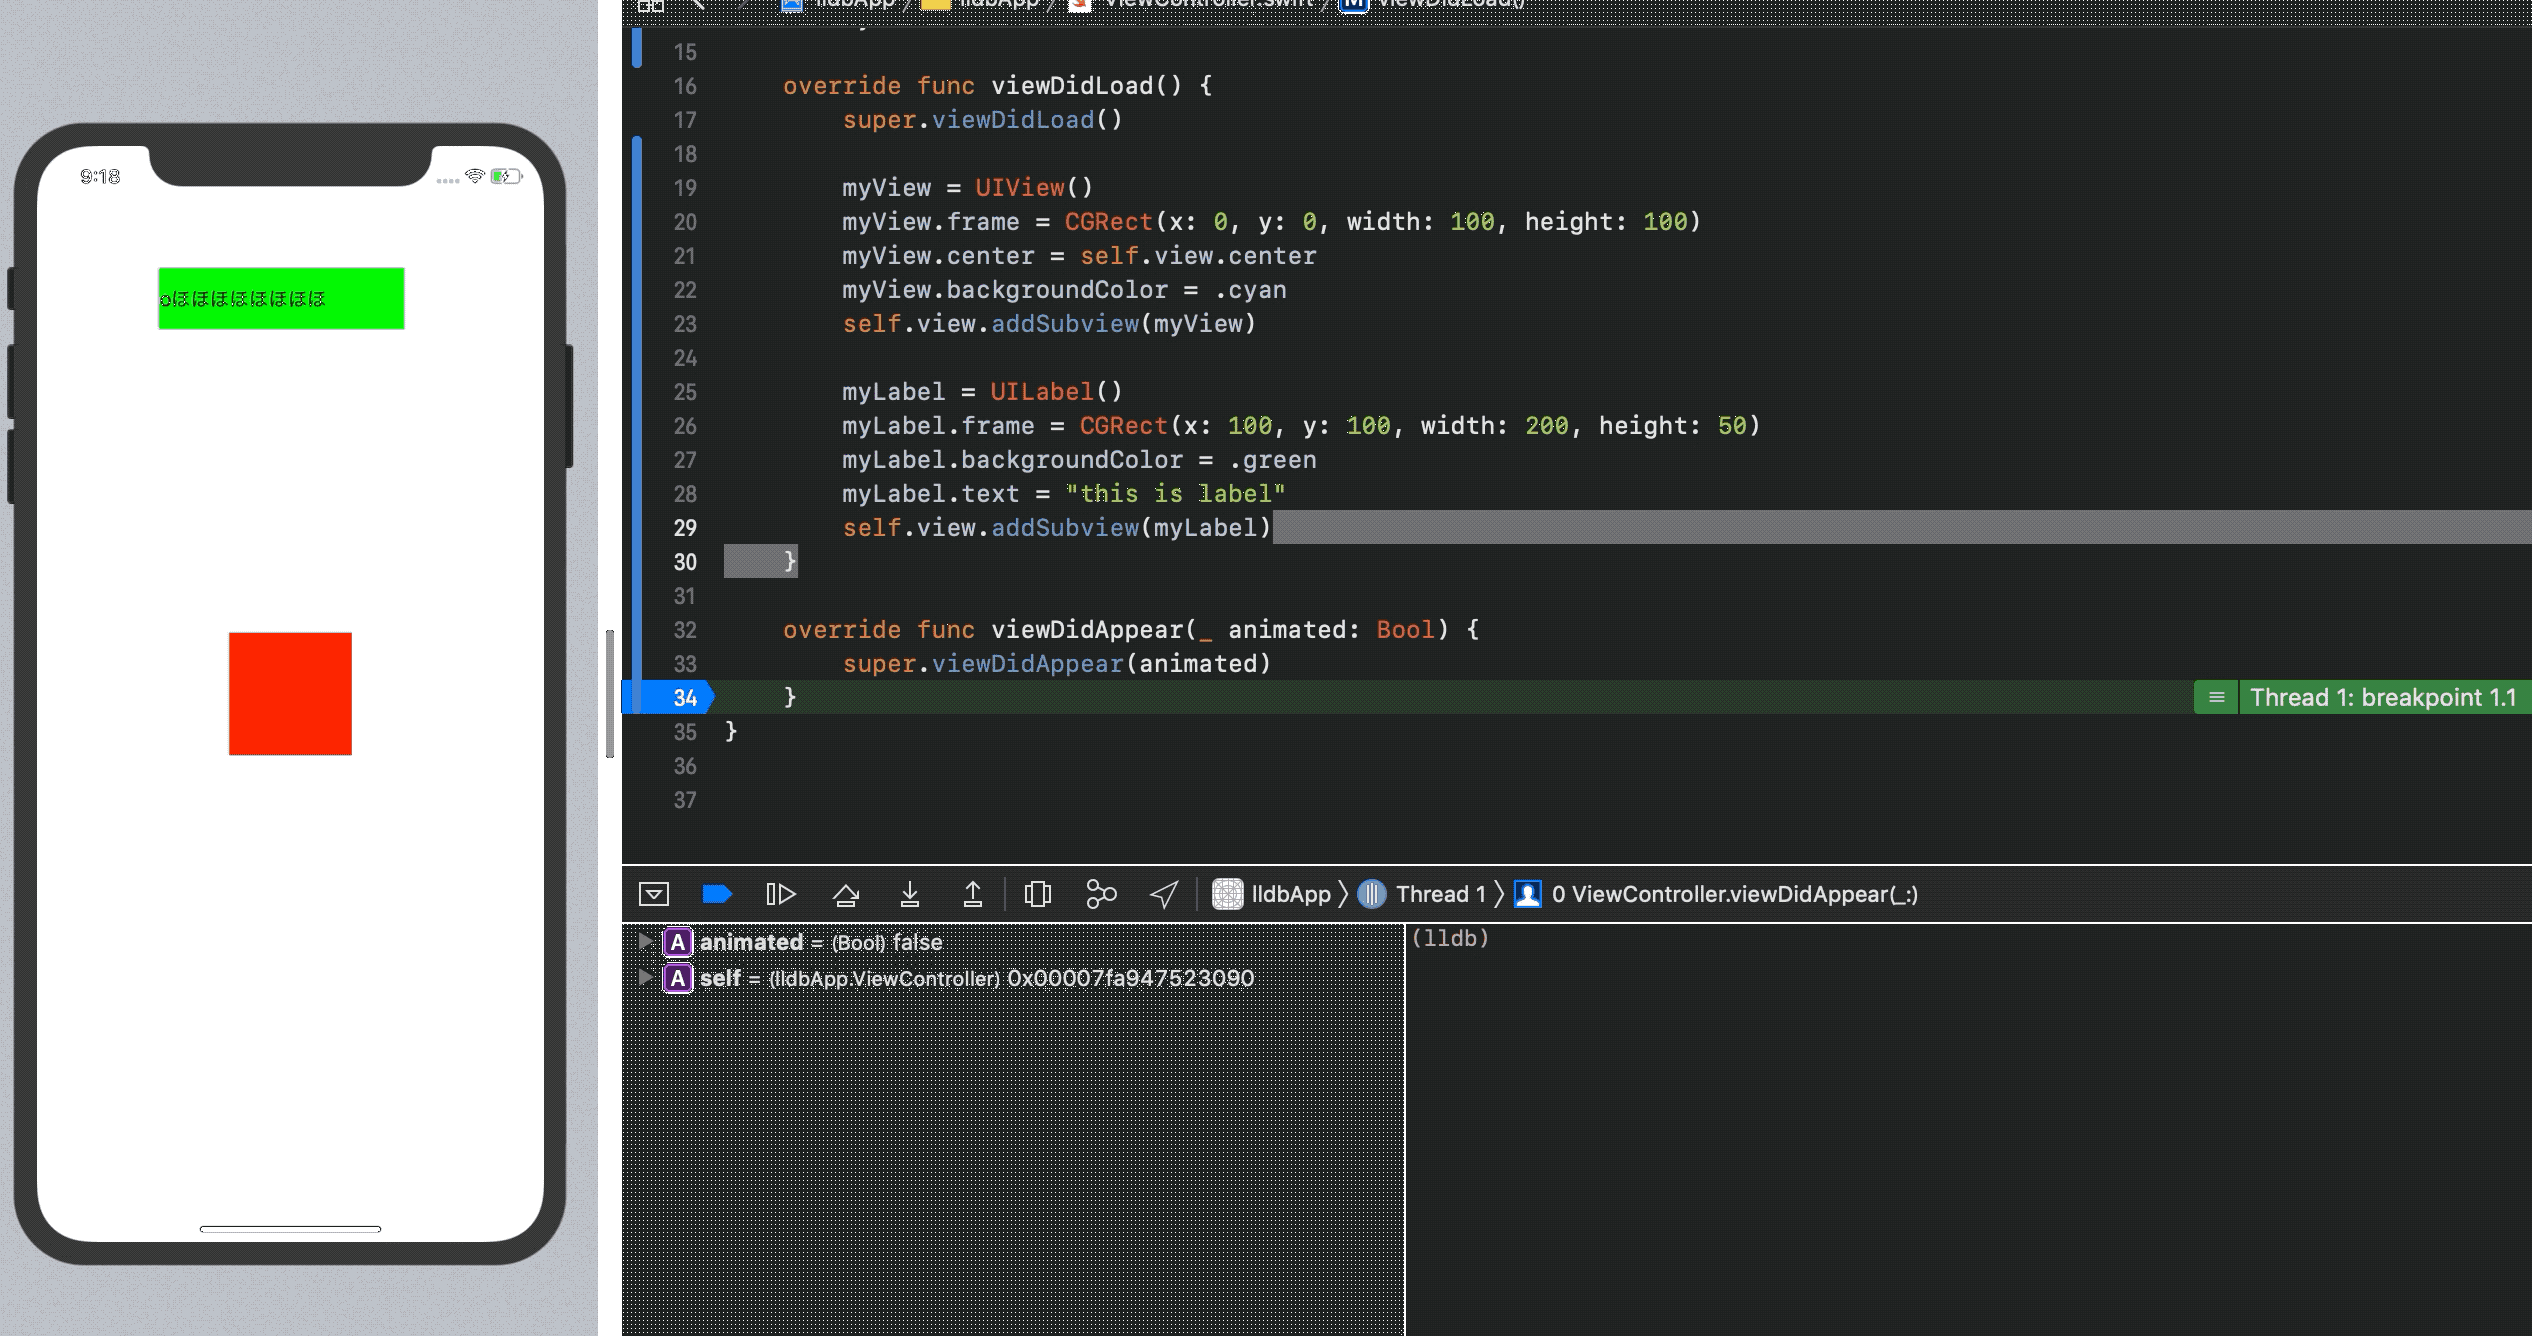 9:18
oほほほほほほほほ
lldbApp 〉 lldbApp 〉 ViewController.swift 〉 M viewDidLoad()
15
16 override func viewDidLoad() {
17 super.viewDidLoad()
18
19 myView = UIView()
20 myView.frame = CGRect(x: 0, y: 0, width: 100, height: 100)
21 myView.center = self.view.center
22 myView.backgroundColor = .cyan
23 self.view.addSubview(myView)
24
25 myLabel = UILabel()
26 myLabel.frame = CGRect(x: 100, y: 100, width: 200, height: 50)
27 myLabel.backgroundColor = .green
28 myLabel.text = "this is label"
29 self.view.addSubview(myLabel)
30 }
31
32 override func viewDidAppear(_ animated: Bool) {
33 super.viewDidAppear(animated)
34 } Thread 1: breakpoint 1.1
35 }
36
37
lldbApp 〉 Thread 1 〉 0 ViewController.viewDidAppear(_:)
A animated = (Bool) false
A self = (lldbApp.ViewController) 0x00007fa947523090
(lldb)